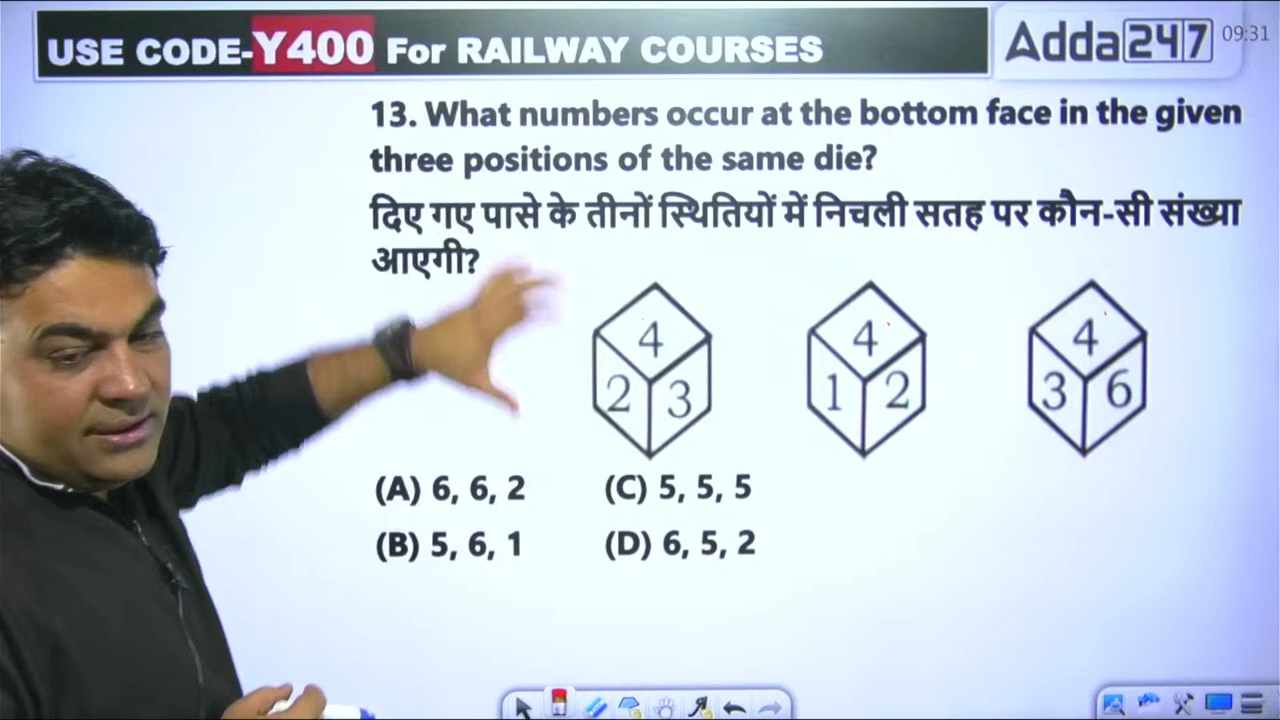 USE CODE-Y400 For RAILWAY COURSES
Adda247
09:31
13. What numbers occur at the bottom face in the given
three positions of the same die?
दिए गए पासे के तीनों स्थितियों में निचली सतह पर कौन-सी संख्या
आएगी?
4 4 4
2 3 1 2 3 6
(A) 6, 6, 2 (C) 5, 5, 5
(B) 5, 6, 1 (D) 6, 5, 2